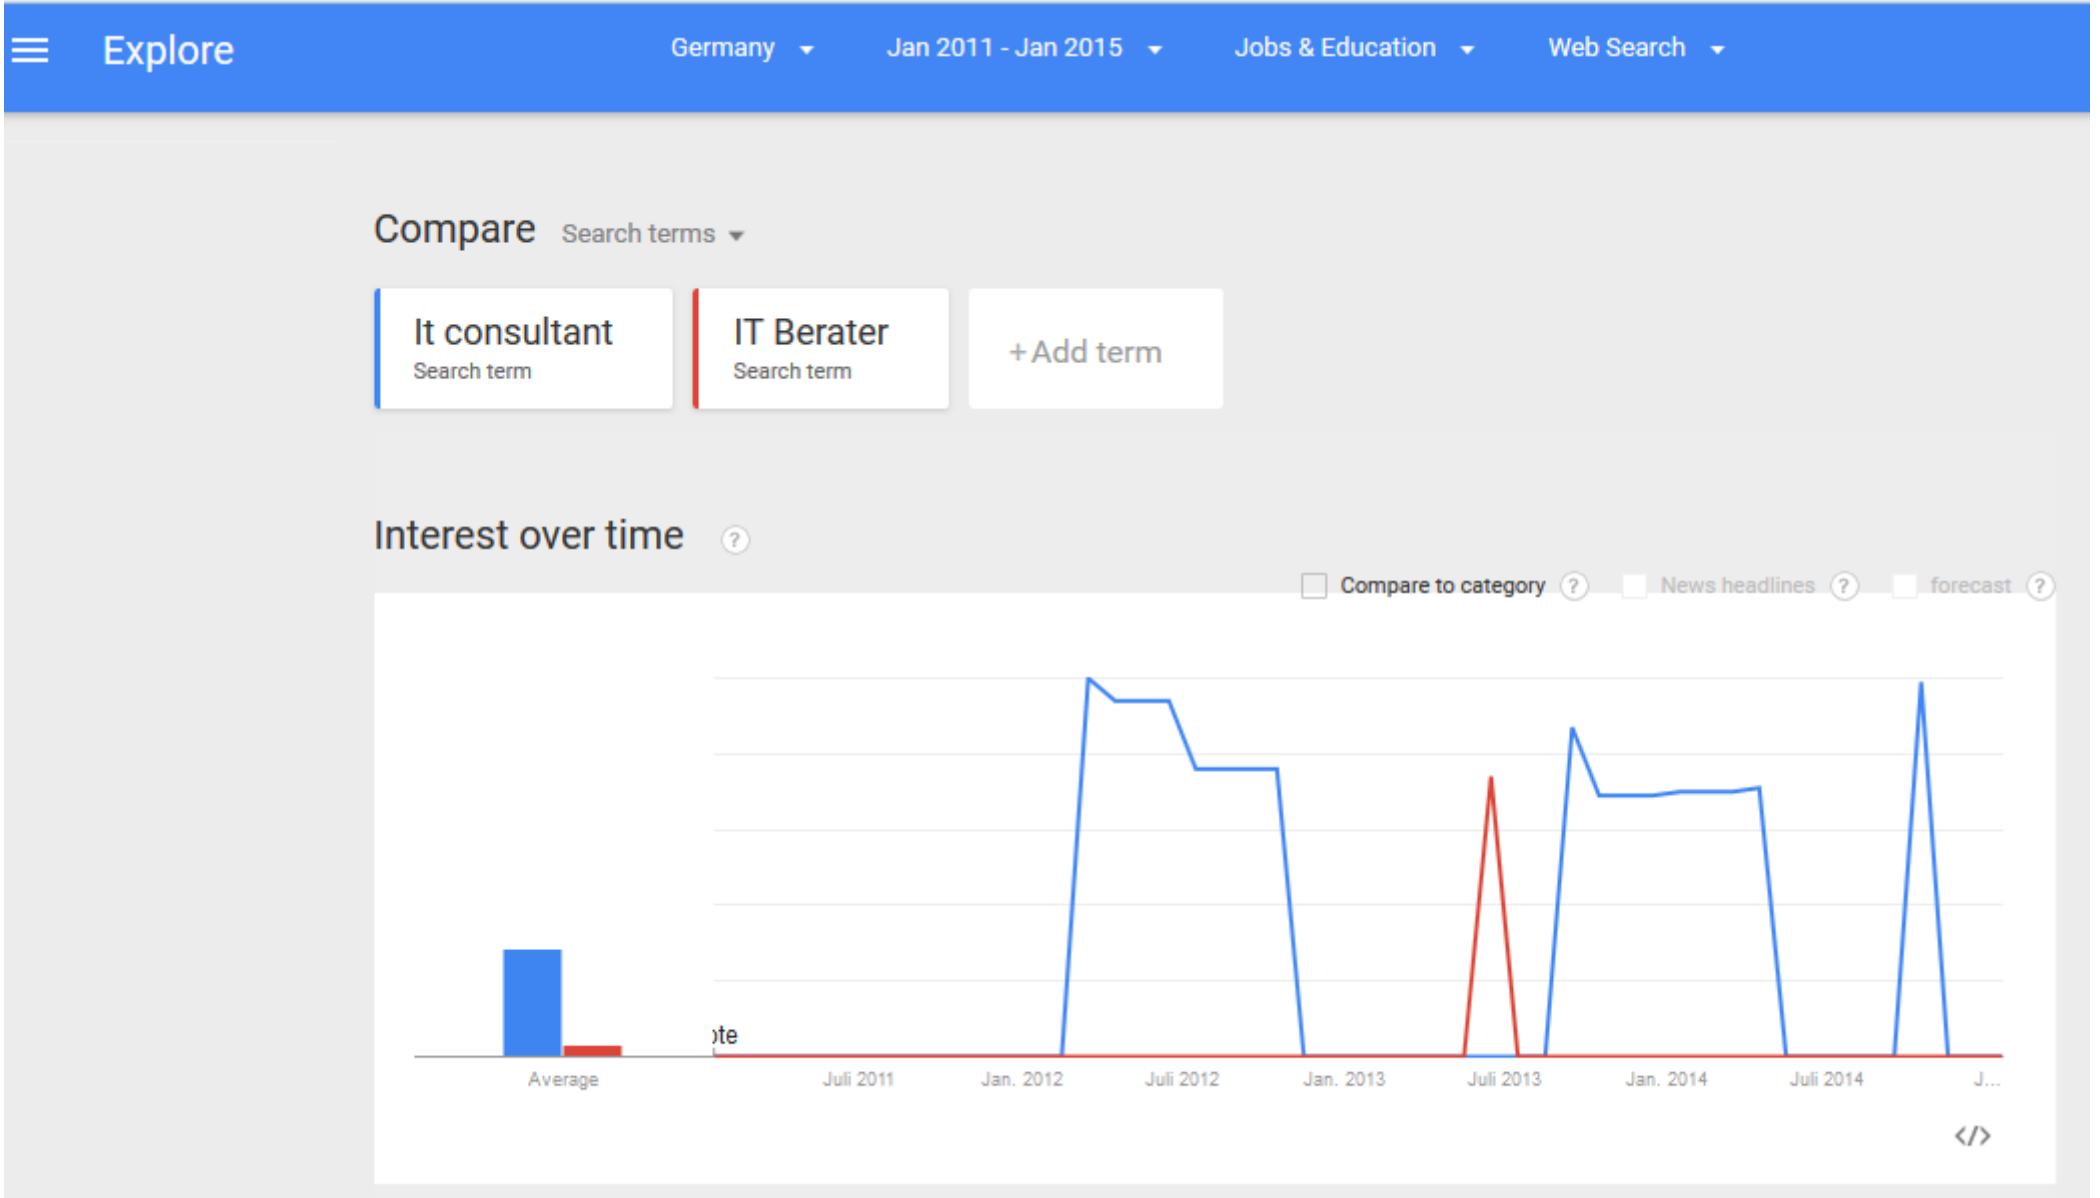 Explore Germany Jan 2011 - Jan 2015 Jobs & Education Web Search
Compare Search terms
It consultant
Search term
IT Berater
Search term
+Add term
Interest over time ?
Compare to category ? News headlines ? forecast ?
ote
Average Juli 2011 Jan. 2012 Juli 2012 Jan. 2013 Juli 2013 Jan. 2014 Juli 2014 J...
</>